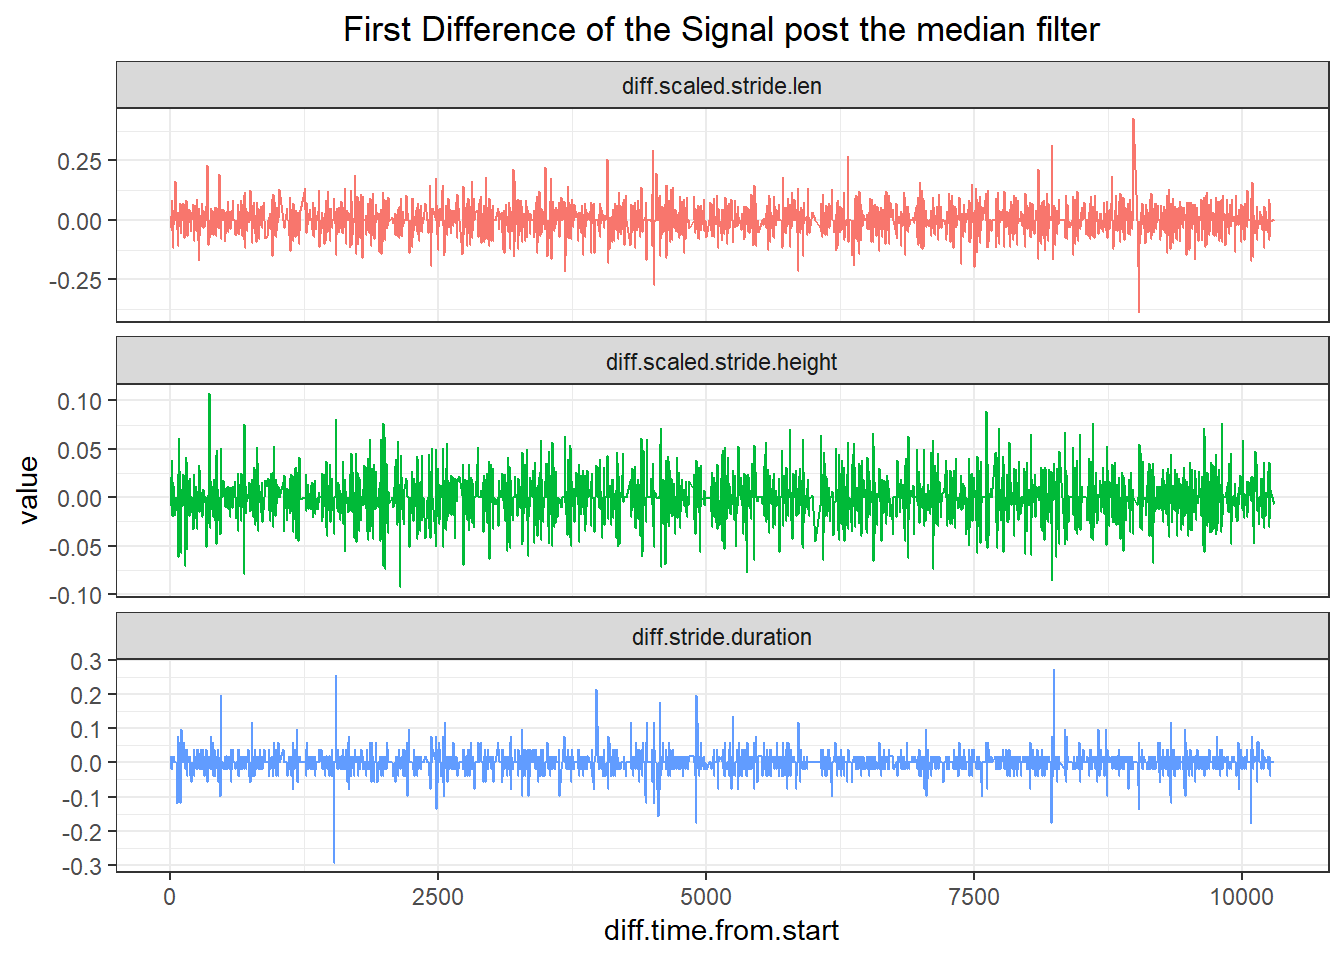 First Difference of the Signal post the median filter
diff.scaled.stride.len
0.25
0.00
-0.25
diff.scaled.stride.height
0.10
0.05
0.00
-0.05
-0.10
diff.stride.duration
0.3
0.2
0.1
0.0
-0.1
-0.2
-0.3
value
0 2500 5000 7500 10000
diff.time.from.start